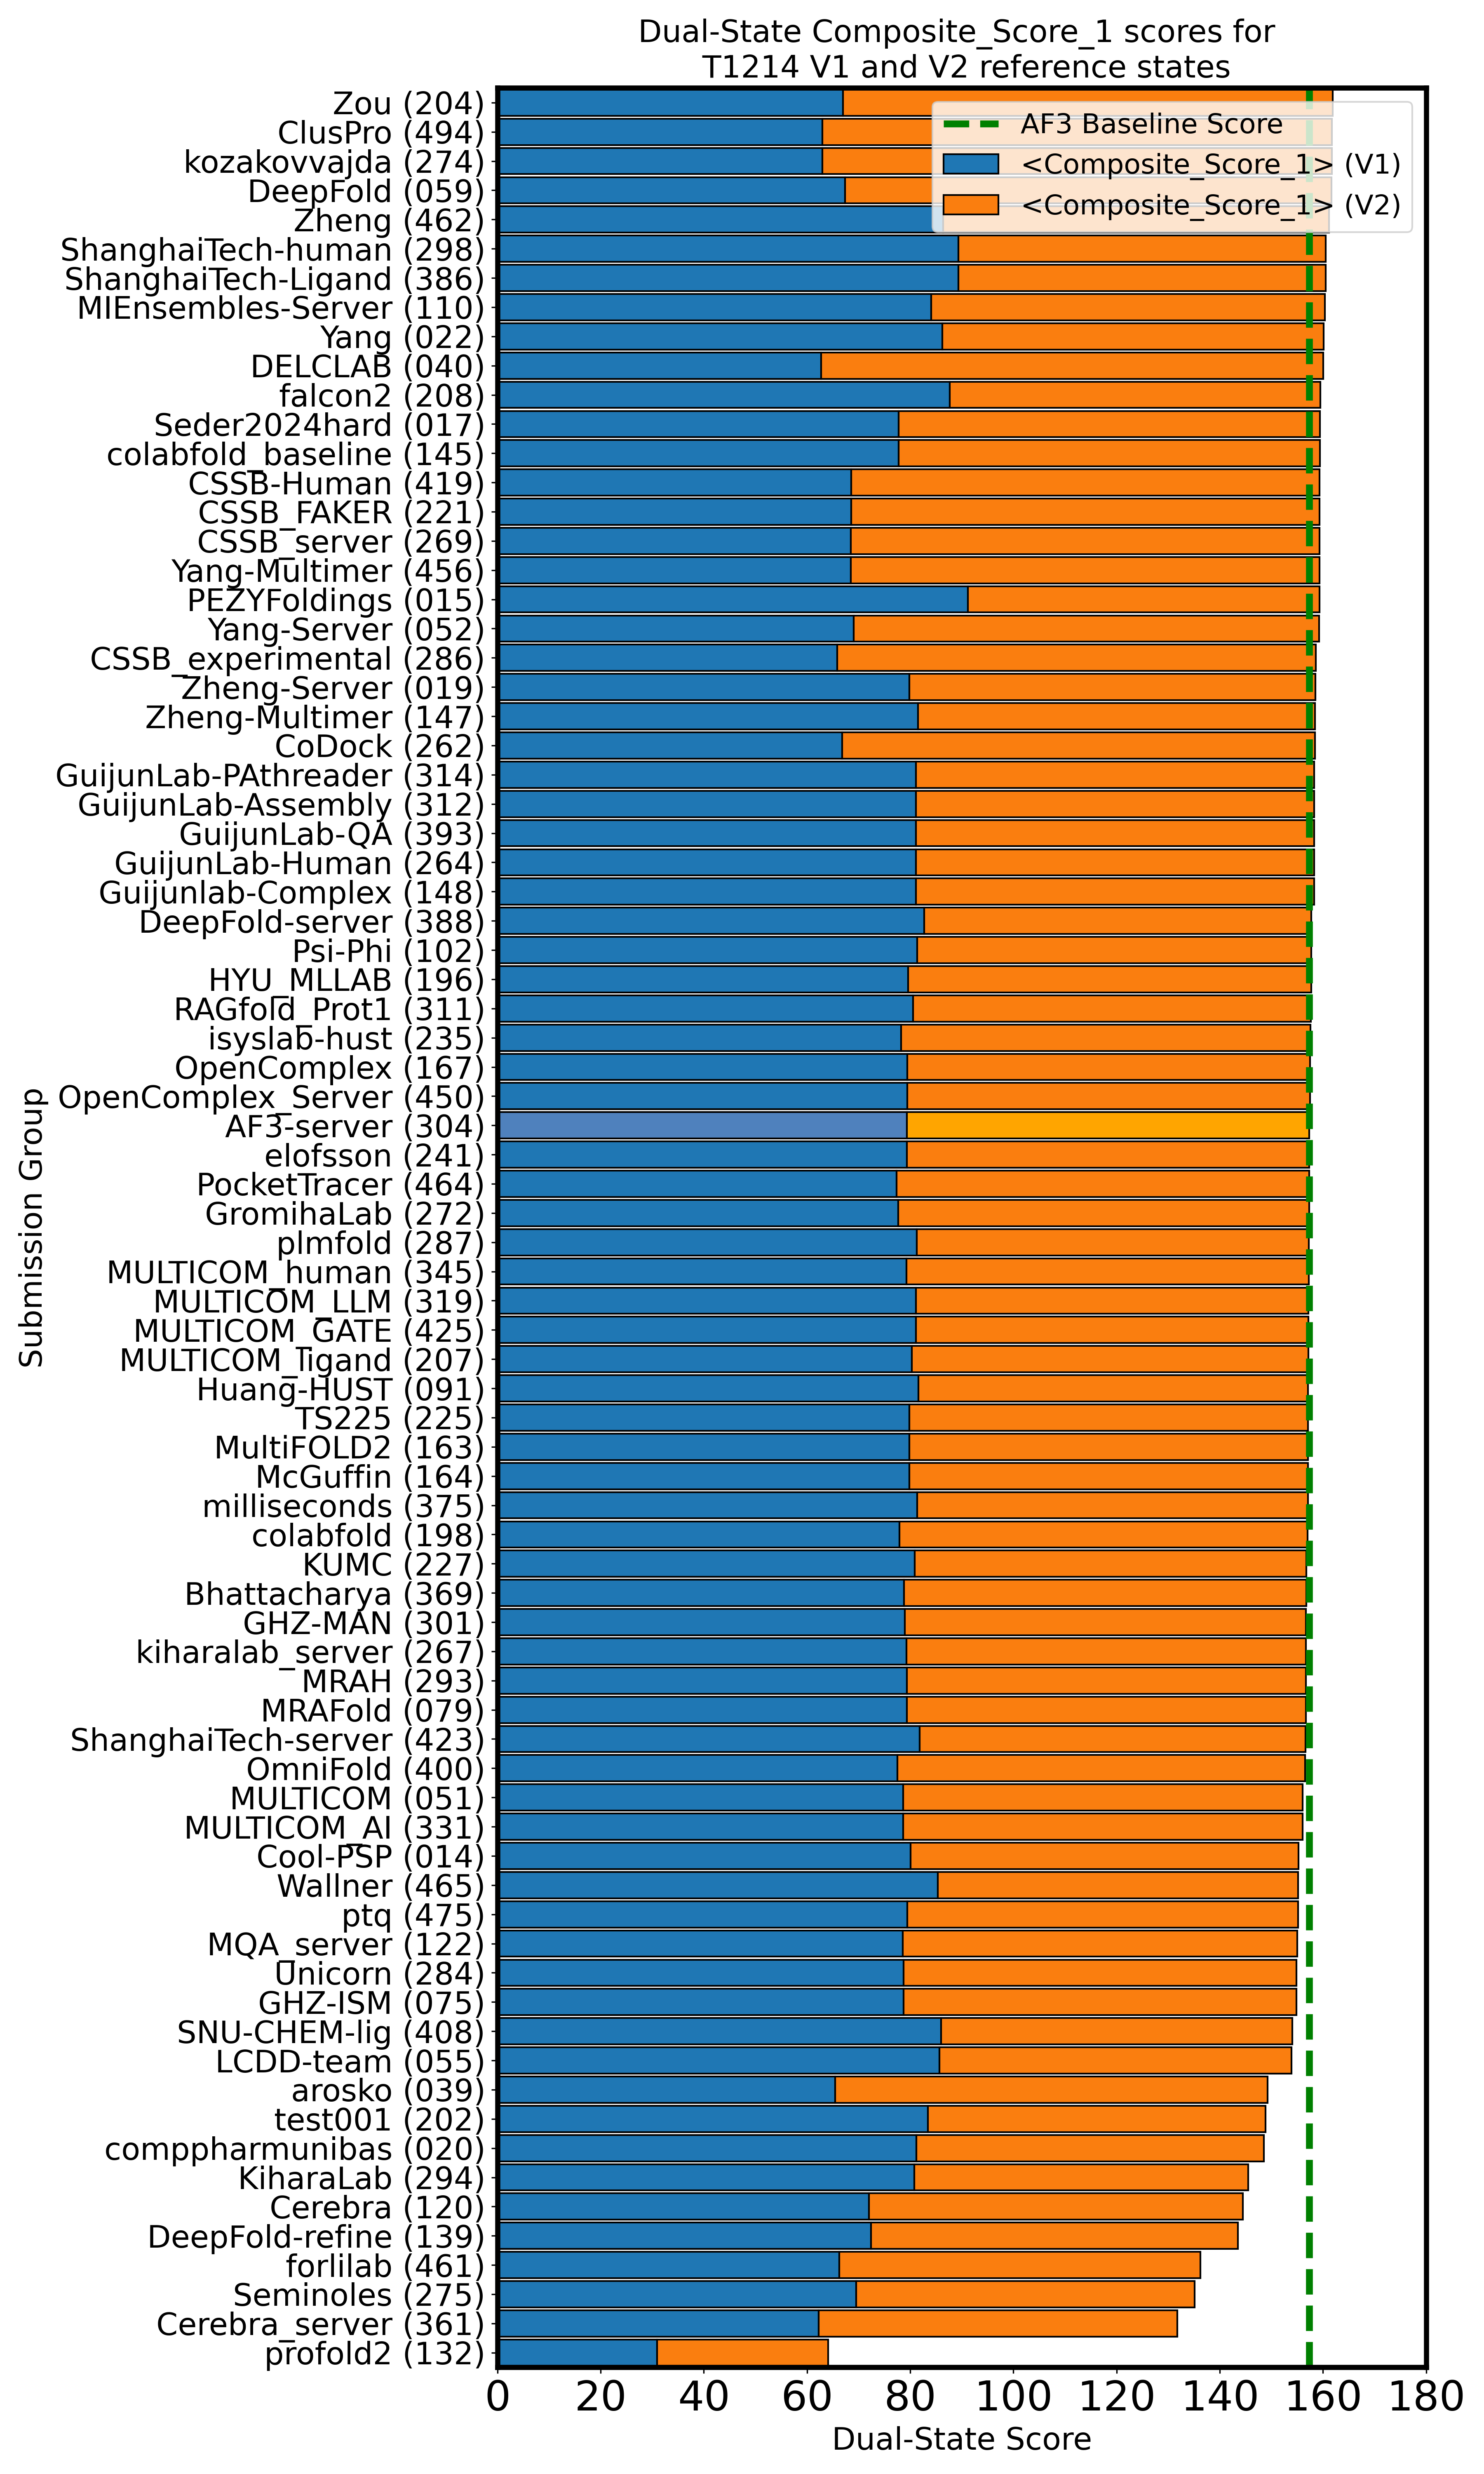 Dual-State Composite_Score_1 scores for
T1214 V1 and V2 reference states
AF3 Baseline Score
<Composite_Score_1> (V1)
<Composite_Score_1> (V2)
Submission Group
Zou (204)
ClusPro (494)
kozakovvajda (274)
DeepFold (059)
Zheng (462)
ShanghaiTech-human (298)
ShanghaiTech-Ligand (386)
MIEnsembles-Server (110)
Yang (022)
DELCLAB (040)
falcon2 (208)
Seder2024hard (017)
colabfold_baseline (145)
CSSB-Human (419)
CSSB_FAKER (221)
CSSB_server (269)
Yang-Multimer (456)
PEZYFoldings (015)
Yang-Server (052)
CSSB_experimental (286)
Zheng-Server (019)
Zheng-Multimer (147)
CoDock (262)
GuijunLab-PAthreader (314)
GuijunLab-Assembly (312)
GuijunLab-QA (393)
GuijunLab-Human (264)
Guijunlab-Complex (148)
DeepFold-server (388)
Psi-Phi (102)
HYU_MLLAB (196)
RAGfold_Prot1 (311)
isyslab-hust (235)
OpenComplex (167)
OpenComplex_Server (450)
AF3-server (304)
elofsson (241)
PocketTracer (464)
GromihaLab (272)
plmfold (287)
MULTICOM_human (345)
MULTICOM_LLM (319)
MULTICOM_GATE (425)
MULTICOM_ligand (207)
Huang-HUST (091)
TS225 (225)
MultiFOLD2 (163)
McGuffin (164)
milliseconds (375)
colabfold (198)
KUMC (227)
Bhattacharya (369)
GHZ-MAN (301)
kiharalab_server (267)
MRAH (293)
MRAFold (079)
ShanghaiTech-server (423)
OmniFold (400)
MULTICOM (051)
MULTICOM_AI (331)
Cool-PSP (014)
Wallner (465)
ptq (475)
MQA_server (122)
Unicorn (284)
GHZ-ISM (075)
SNU-CHEM-lig (408)
LCDD-team (055)
arosko (039)
test001 (202)
comppharmunibas (020)
KiharaLab (294)
Cerebra (120)
DeepFold-refine (139)
forlilab (461)
Seminoles (275)
Cerebra_server (361)
profold2 (132)
0 20 40 60 80 100 120 140 160 180
Dual-State Score